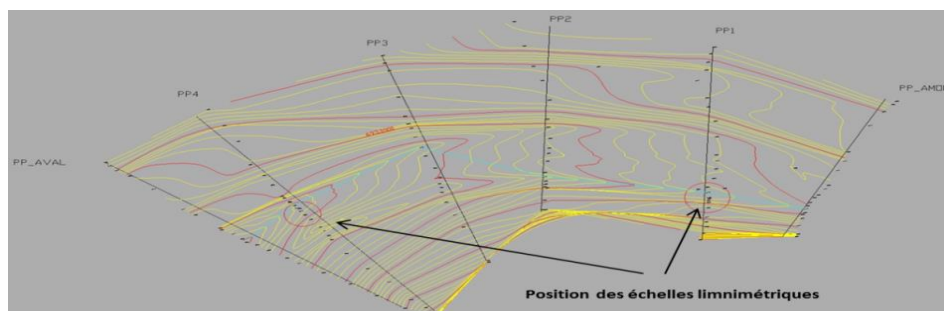 PP2
PP1
PP3
PP_AMO
PP4
PP_AVAL
Position des échelles limnimétriques